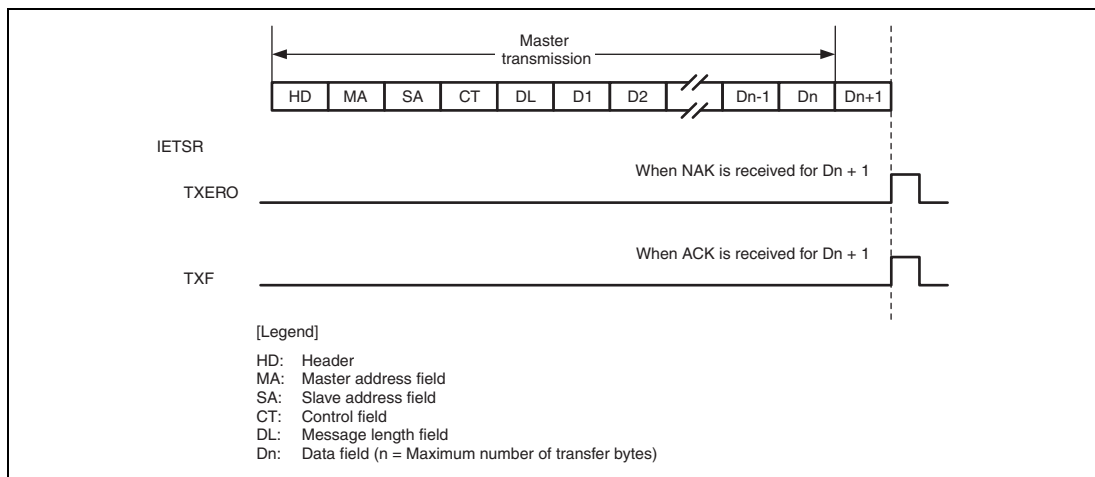 Master
transmission
HD MA SA CT DL D1 D2 Dn-1 Dn Dn+1
IETSR
When NAK is received for Dn + 1
TXERO
When ACK is received for Dn + 1
TXF
[Legend]
HD: Header
MA: Master address field
SA: Slave address field
CT: Control field
DL: Message length field
Dn: Data field (n = Maximum number of transfer bytes)